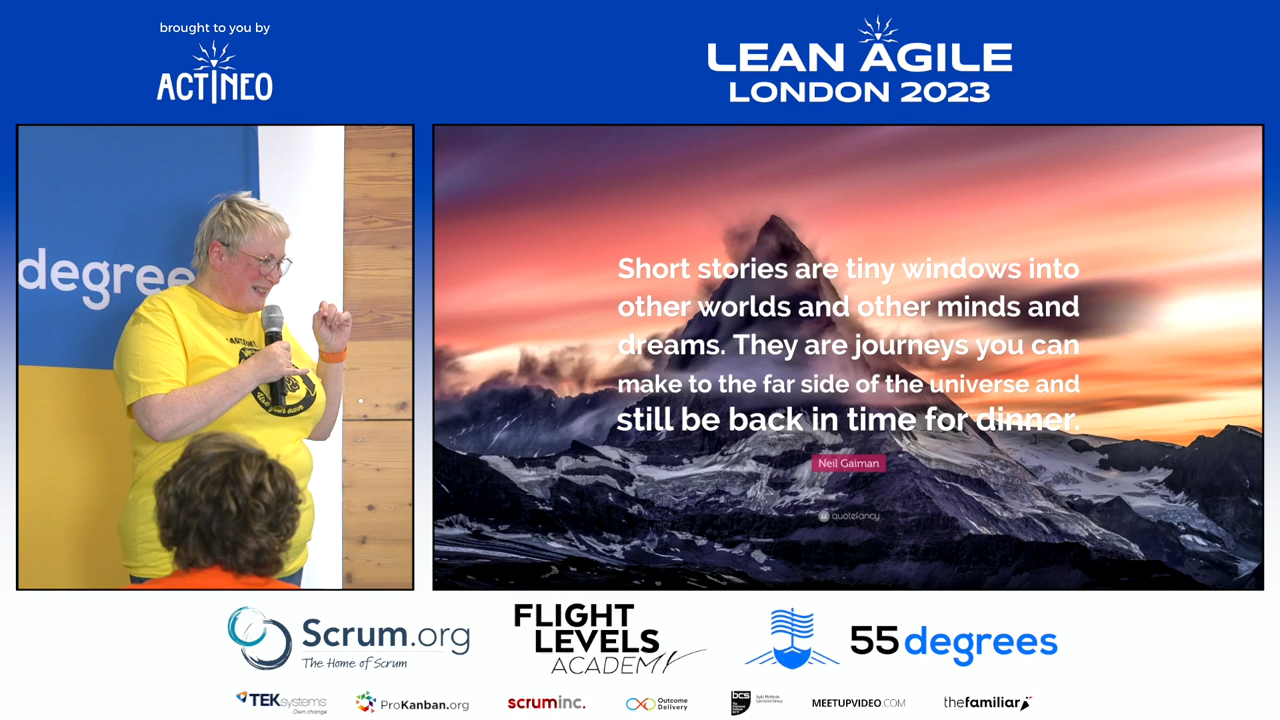 brought to you by
ACTINEO
LEAN AGILE
LONDON 2023
degree
Short stories are tiny windows into
other worlds and other minds and
dreams. They are journeys you can
make to the far side of the universe and
still be back in time for dinner.
Neil Gaiman
quotefancy
Scrum.org
The Home of Scrum
FLIGHT
LEVELS
ACADEMY
55 degrees
TEKsystems
Own change
ProKanban.org
scruminc.
Outcome
Delivery
bcs
MEETUPVIDEO.COM
thefamiliar